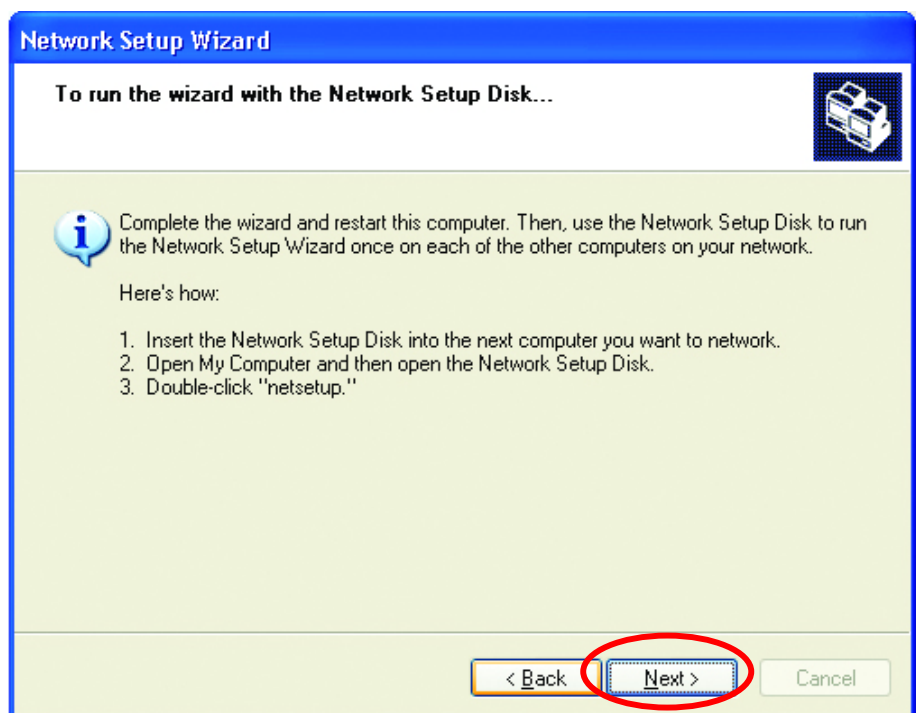 Network Setup Wizard
To run the wizard with the Network Setup Disk...
Complete the wizard and restart this computer. Then, use the Network Setup Disk to run
the Network Setup Wizard once on each of the other computers on your network.
Here's how:
1. Insert the Network Setup Disk into the next computer you want to network.
2. Open My Computer and then open the Network Setup Disk.
3. Double-click "netsetup."
< Back
Next >
Cancel